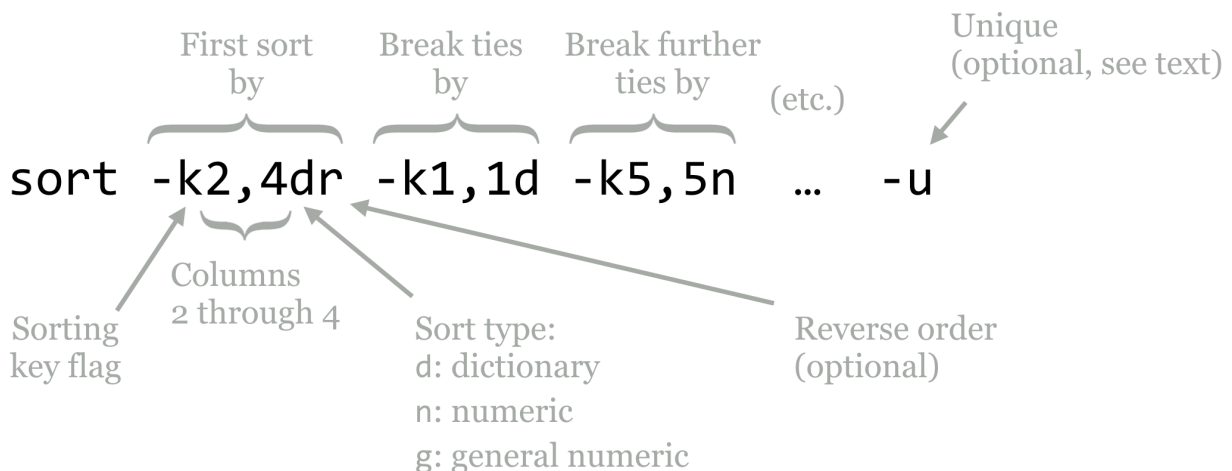 First sort
by
Break ties
by
Break further
ties by
(etc.)
Unique
(optional, see text)
sort -k2,4dr -k1,1d -k5,5n … -u
Columns
2 through 4
Sorting
key flag
Sort type:
d: dictionary
n: numeric
g: general numeric
Reverse order
(optional)